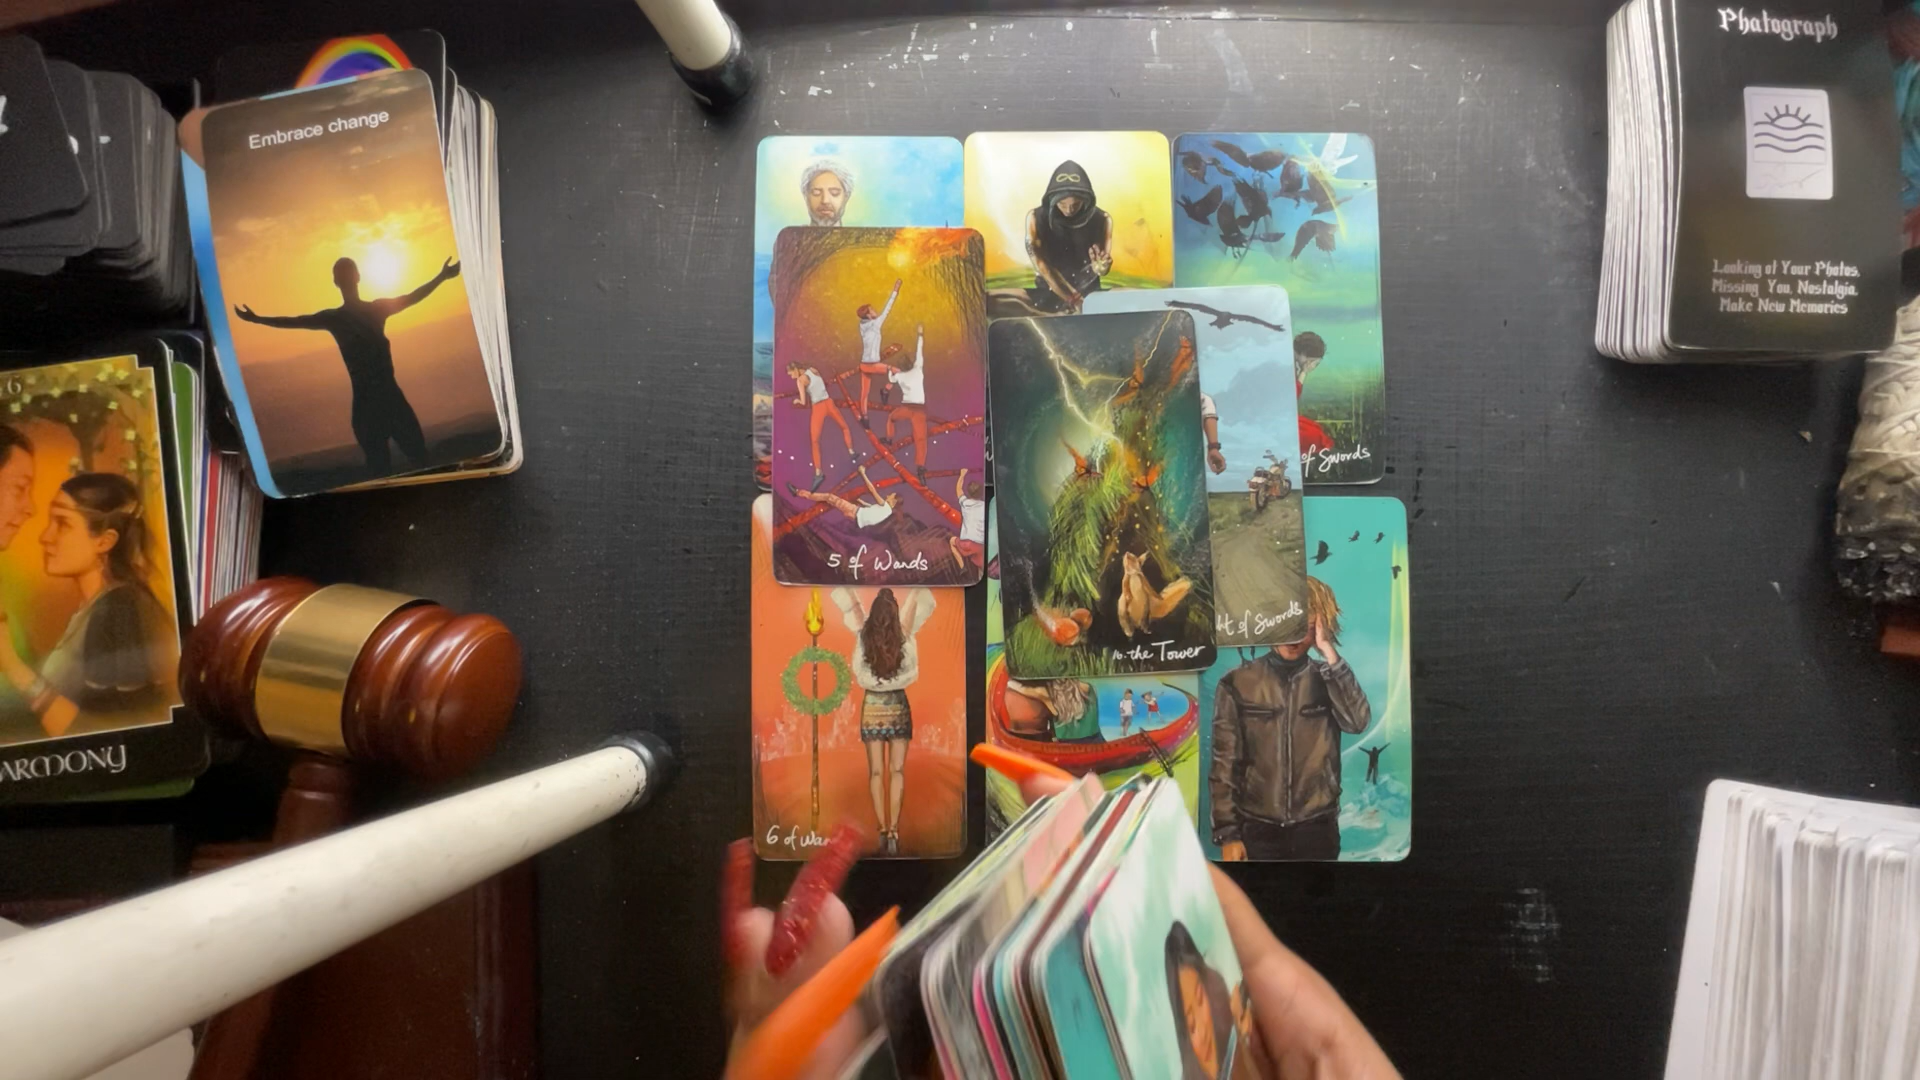 Embrace change
Photograph
Looking at Your Photos,
Missing You, Nostalgia,
Make New Memories
6
ARMONY
of Swords
5 of Wands
of Swords
16. the Tower
6 of